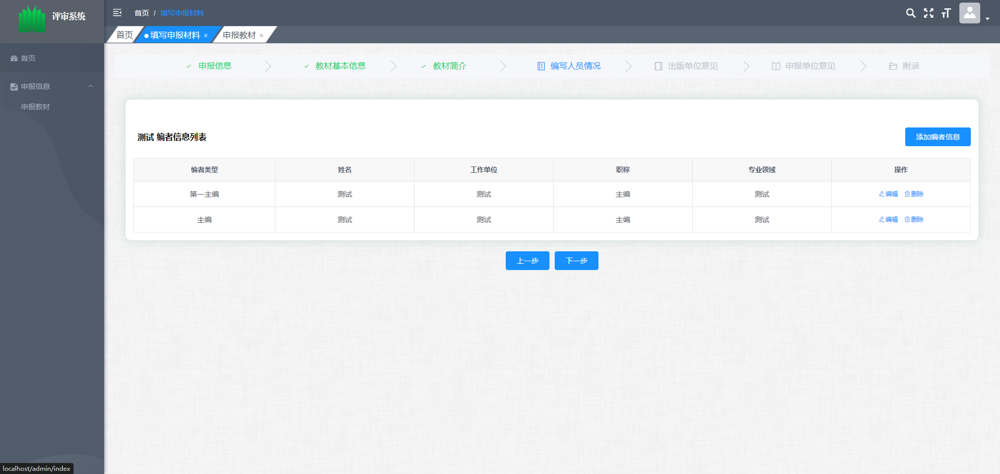 评审系统
首页 / 填写申报材料
首页
填写申报材料 ×
申报教材 ×
首页
申报信息
申报教材
申报信息
教材基本信息
教材简介
编写人员情况
出版单位意见
申报单位意见
附录
测试 编者信息列表
添加编者信息
编者类型 姓名 工作单位 职称 专业领域 操作
第一主编 测试 测试 主编 测试 编辑 删除
主编 测试 测试 主编 测试 编辑 删除
上一步 下一步
localhost/admin/index